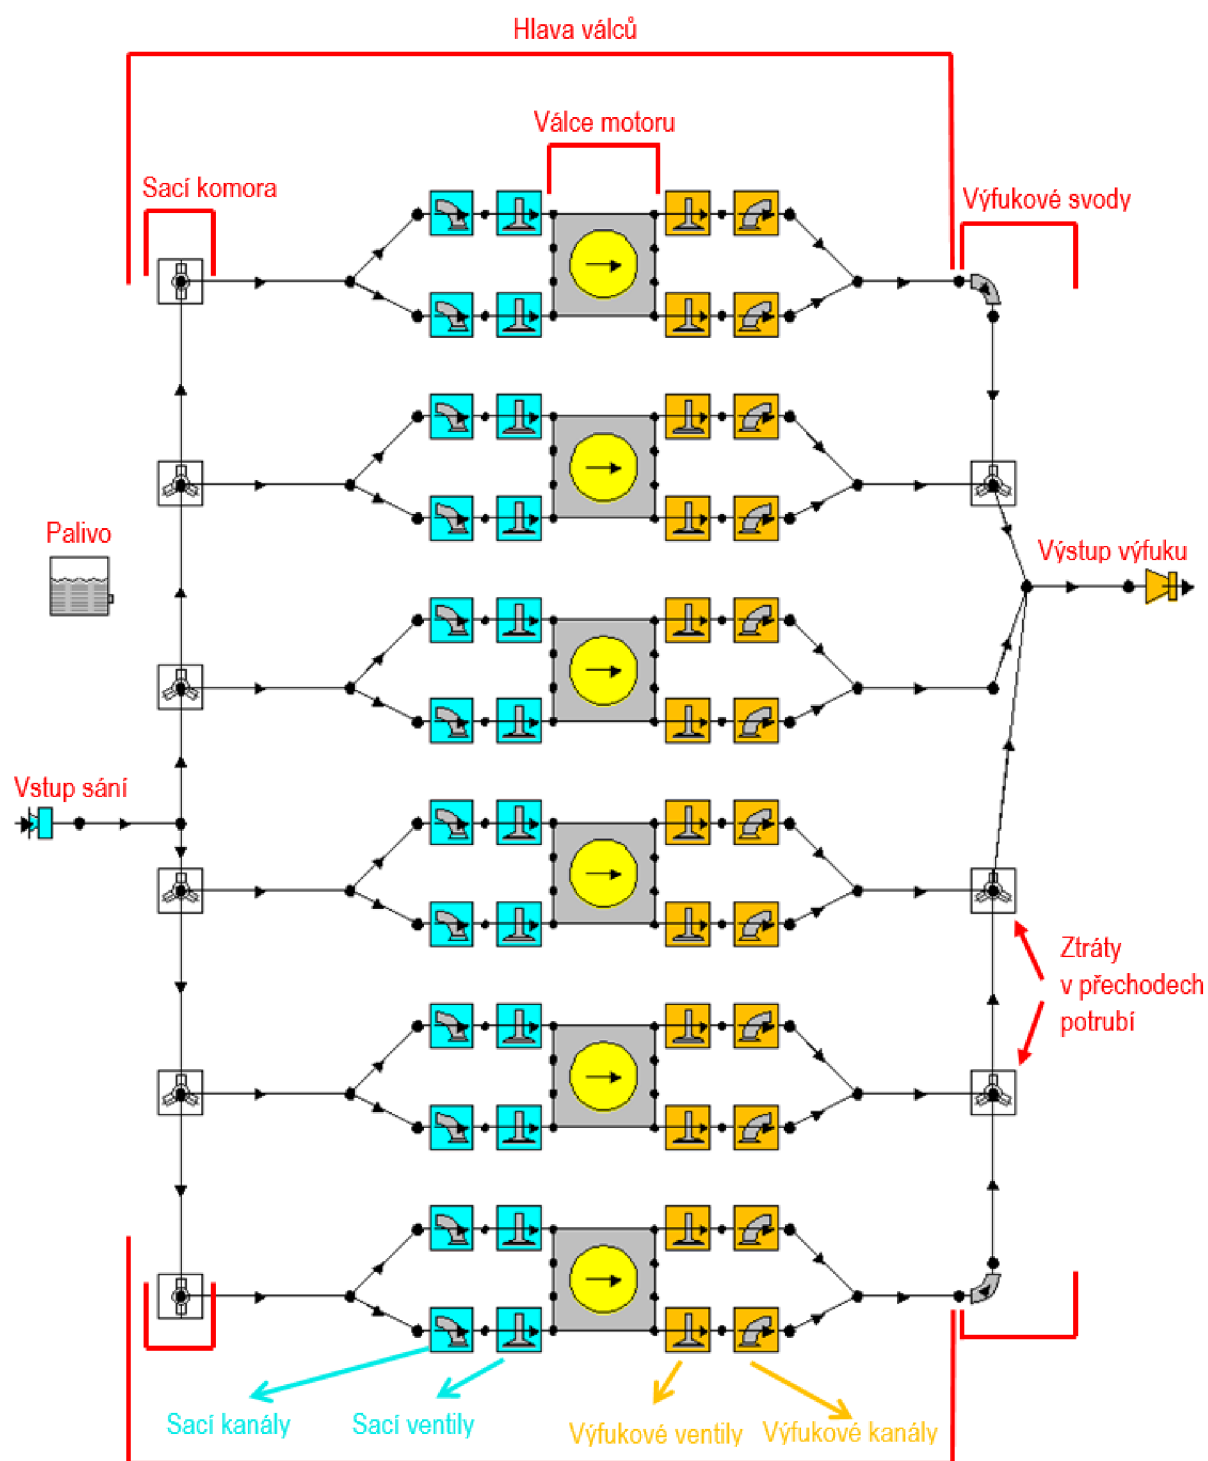 Hlava válců
Válce motoru
Sací komora
Výfukové svody
Palivo
Výstup výfuku
Vstup sání
Ztráty
v přechodech
potrubí
Sací kanály
Sací ventily
Výfukové ventily
Výfukové kanály